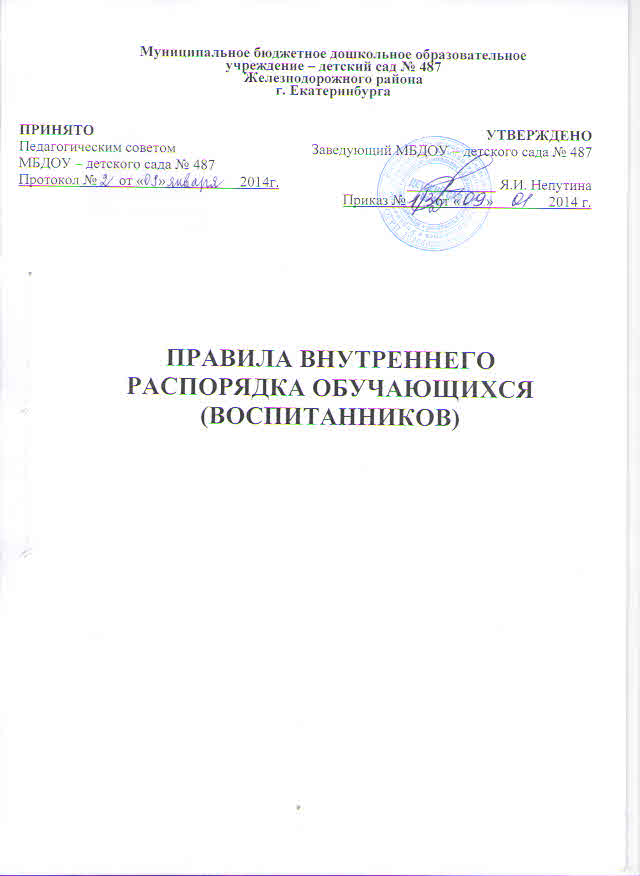 Муниципальное бюджетное дошкольное образовательное
учреждение – детский сад № 487
Железнодорожного района
г. Екатеринбурга
ПРИНЯТО
Педагогическим советом
МБДОУ – детского сада № 487
Протокол № 2 от «09» января 2014г.
УТВЕРЖДЕНО
Заведующий МБДОУ – детского сада № 487
Я.И. Непутина
Приказ № 1/3 от « 09 » 01 2014 г.
ПРАВИЛА ВНУТРЕННЕГО
РАСПОРЯДКА ОБУЧАЮЩИХСЯ
(ВОСПИТАННИКОВ)